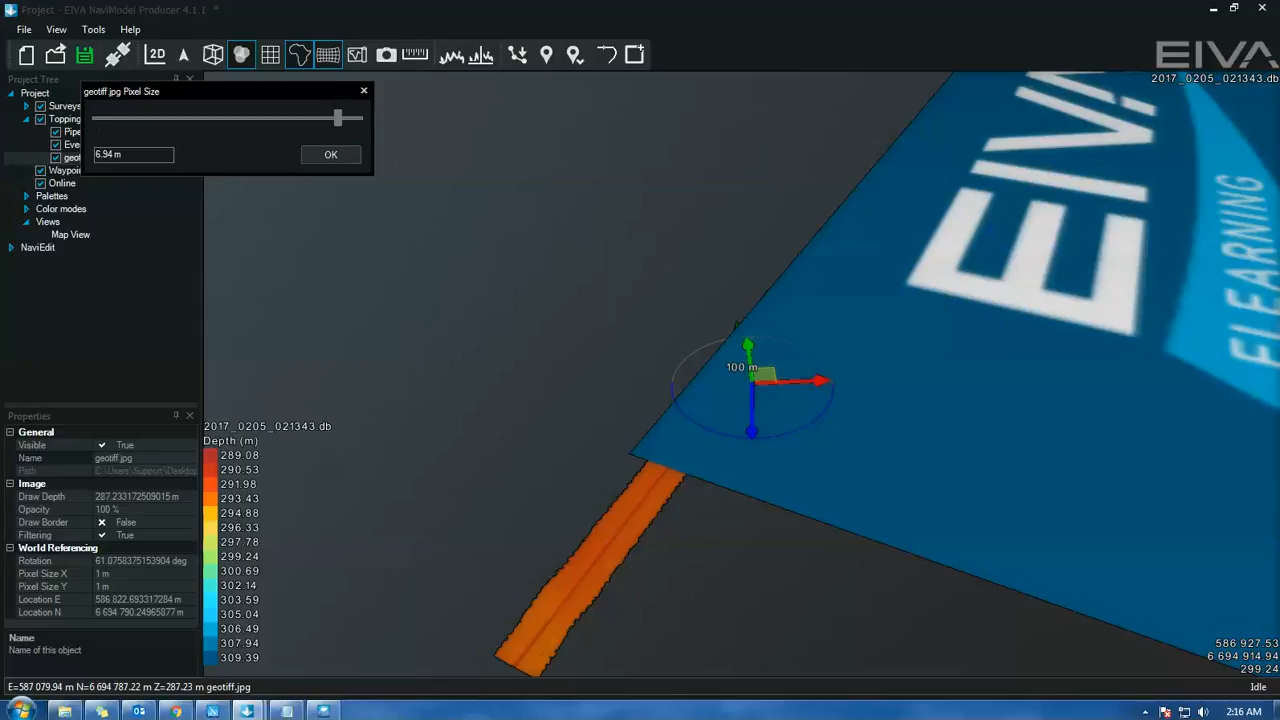 Project - EIVA NaviModel Producer 4.1.1 *
File View Tools Help
2D
EIVA
2017_0205_021343.db
Project Tree
Project
Surveys
Topping
Pipe
Eve
geot
Waypoi
Online
Palettes
Color modes
Views
Map View
NaviEdit
geotiff.jpg Pixel Size
6.94 m
OK
EIVA
ELEARNING
100 m
Properties
General
Visible True
Name geotiff.jpg
Path C:\Users\Support\Desktop
Image
Draw Depth 287.233172509015 m
Opacity 100 %
Draw Border False
Filtering True
World Referencing
Rotation 61.0758375153904 deg
Pixel Size X 1 m
Pixel Size Y 1 m
Location E 586 822.693317284 m
Location N 6 694 790.24965877 m
Name
Name of this object
2017_0205_021343.db
Depth (m)
289.08
290.53
291.98
293.43
294.88
296.33
297.78
299.24
300.69
302.14
303.59
305.04
306.49
307.94
309.39
586 927.53
6 694 914.94
299.24
E=587 079.94 N=6 694 787.22 Z=287.23 m geotiff.jpg
Idle
2:16 AM